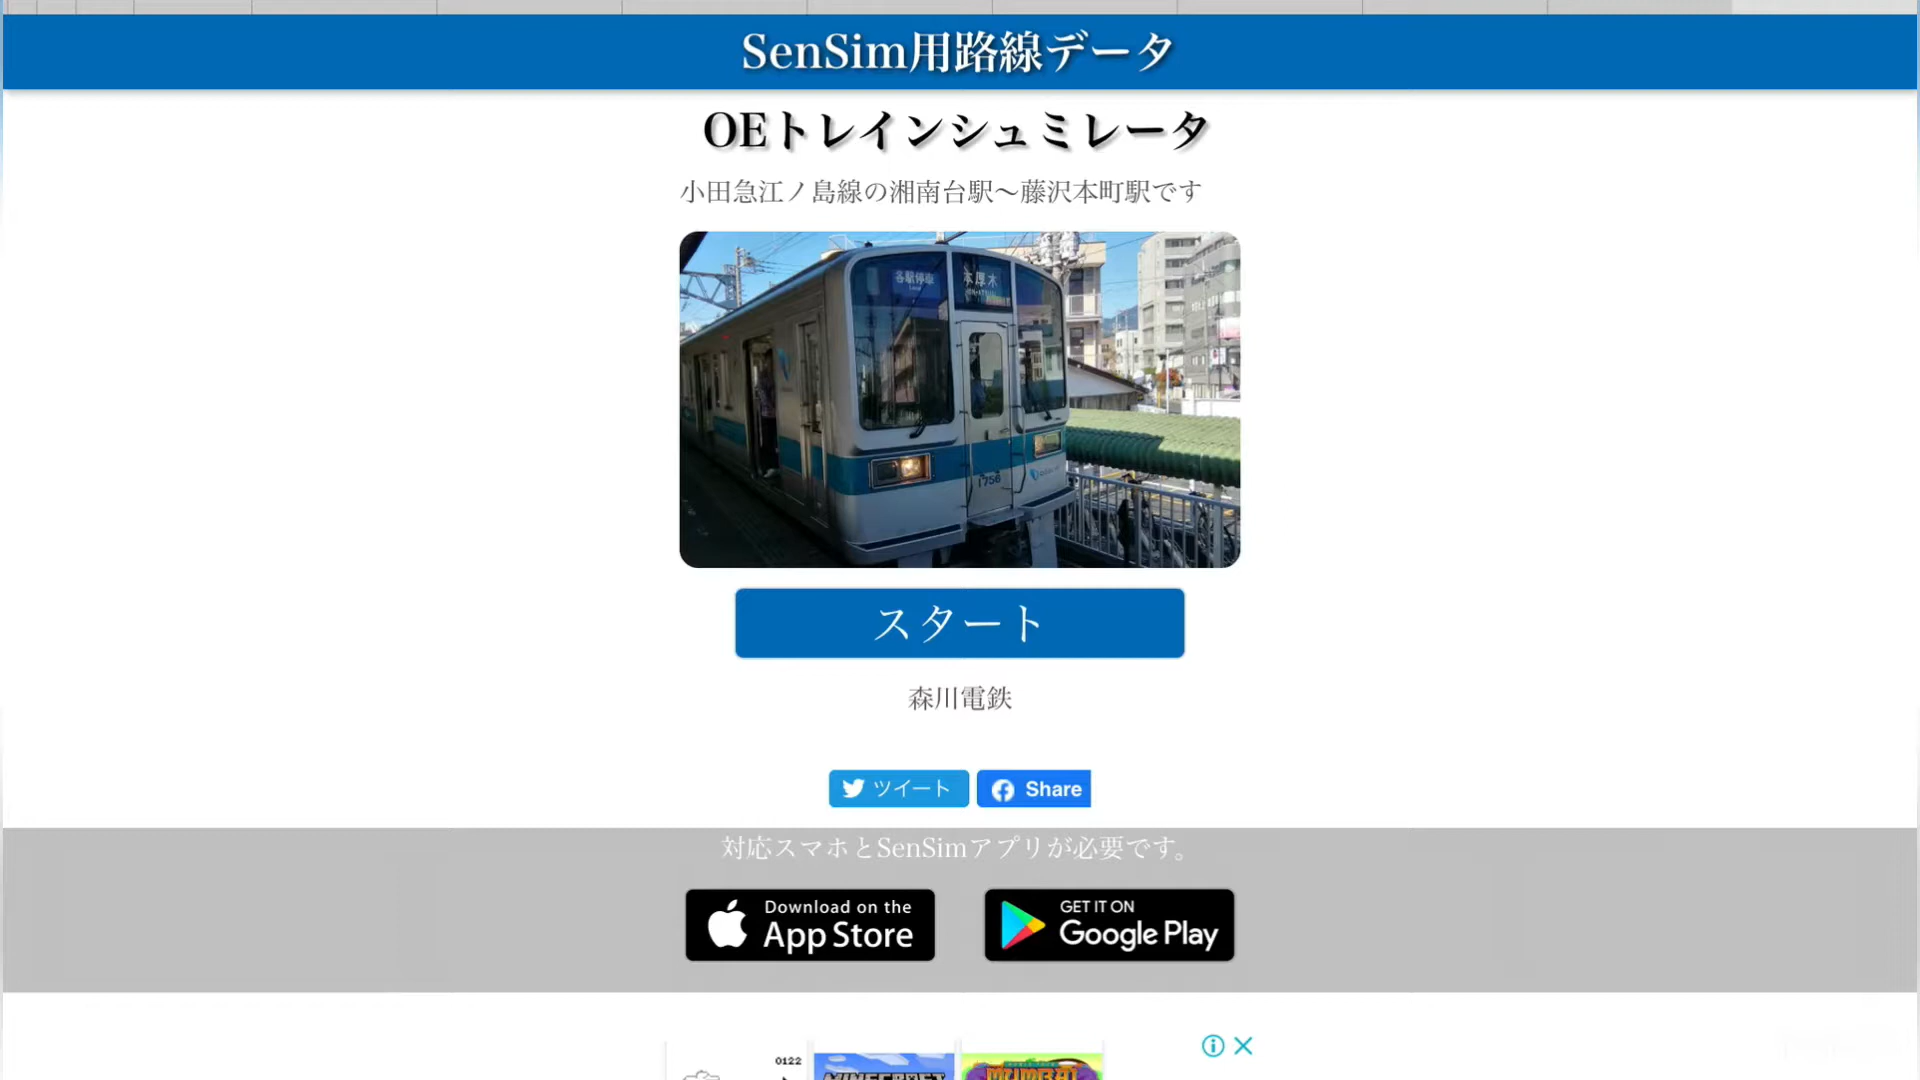 SenSim用路線データ
OEトレインシュミレータ
小田急江ノ島線の湘南台駅～藤沢本町駅です
各駅停車
Local
本厚木
1756
スタート
森川電鉄
ツイート
Share
対応スマホとSenSimアプリが必要です。
Download on the
App Store
GET IT ON
Google Play
0122
MINECRAFT